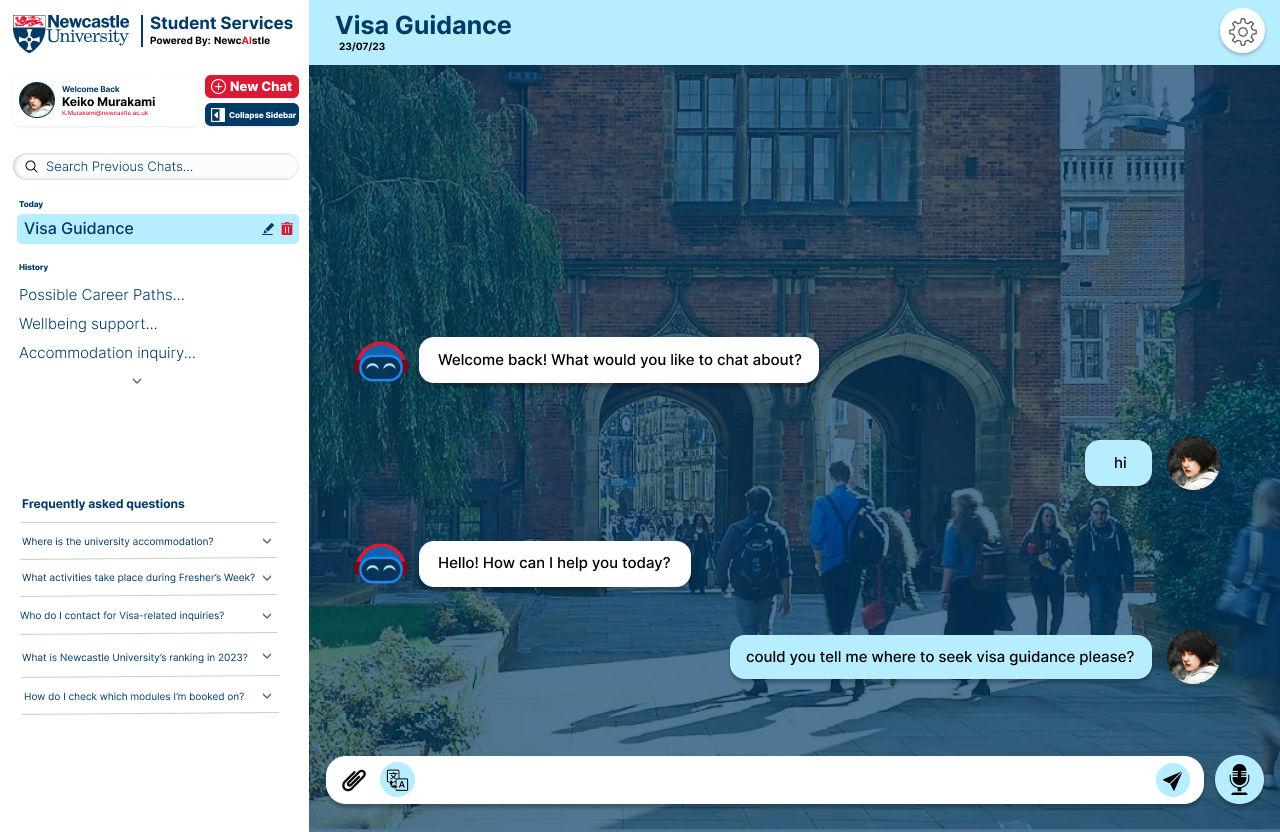 Newcastle
University
Student Services
Powered By: NewcAIstle
Welcome Back
Keiko Murakami
K.Murakami@newcastle.ac.uk
New Chat
Collapse Sidebar
Search Previous Chats...
Today
Visa Guidance
History
Possible Career Paths...
Wellbeing support...
Accommodation inquiry...
Frequently asked questions
Where is the university accommodation?
What activities take place during Fresher's Week?
Who do I contact for Visa-related inquiries?
What is Newcastle University's ranking in 2023?
How do I check which modules I'm booked on?
Visa Guidance
23/07/23
Welcome back! What would you like to chat about?
hi
Hello! How can I help you today?
could you tell me where to seek visa guidance please?
文
A